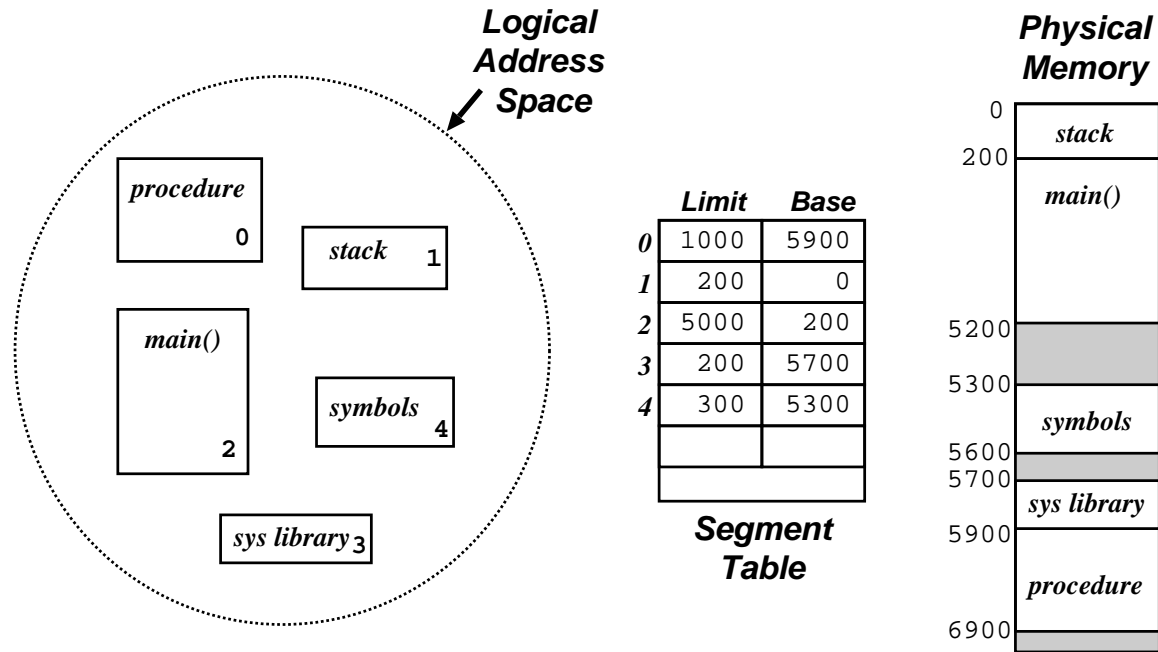 Logical
Address
Space
procedure
0
stack 1
main()
2
symbols
4
sys library 3
Limit Base
0 1000 5900
1 200 0
2 5000 200
3 200 5700
4 300 5300
Segment
Table
Physical
Memory
0
stack
200
main()
5200
5300
symbols
5600
5700
sys library
5900
procedure
6900